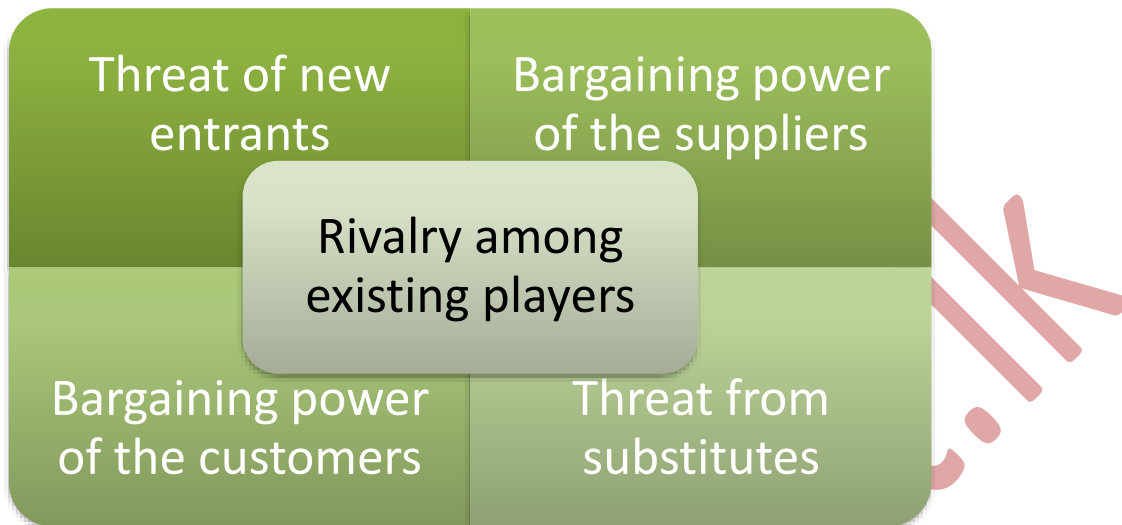 Threat of new
entrants
Bargaining power
of the suppliers
Rivalry among
existing players
Bargaining power
of the customers
Threat from
substitutes
.lk